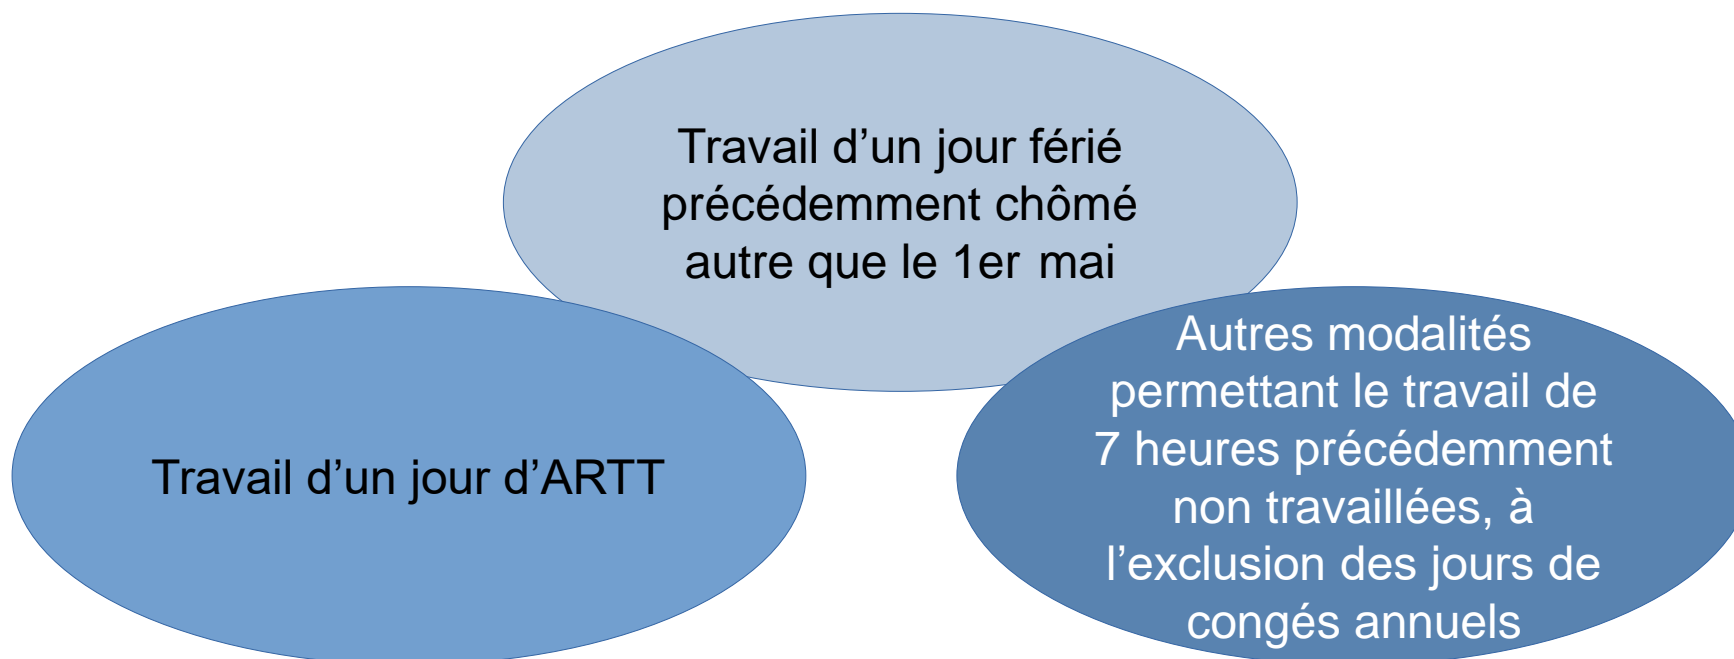 Travail d’un jour férié
précédemment chômé
autre que le 1er mai
Travail d’un jour d’ARTT
Autres modalités
permettant le travail de
7 heures précédemment
non travaillées, à
l’exclusion des jours de
congés annuels